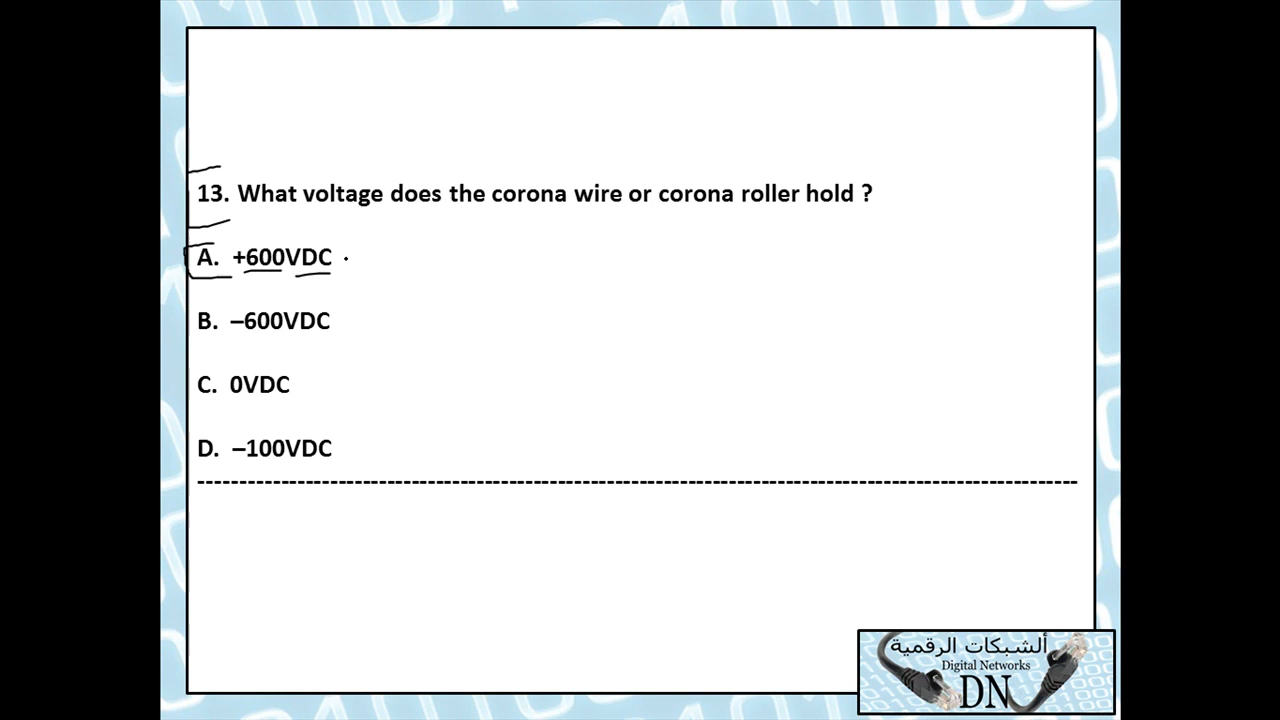 13. What voltage does the corona wire or corona roller hold ?
A. +600VDC
B. –600VDC
C. 0VDC
D. –100VDC
ألشبكات الرقمية
Digital Networks
DN